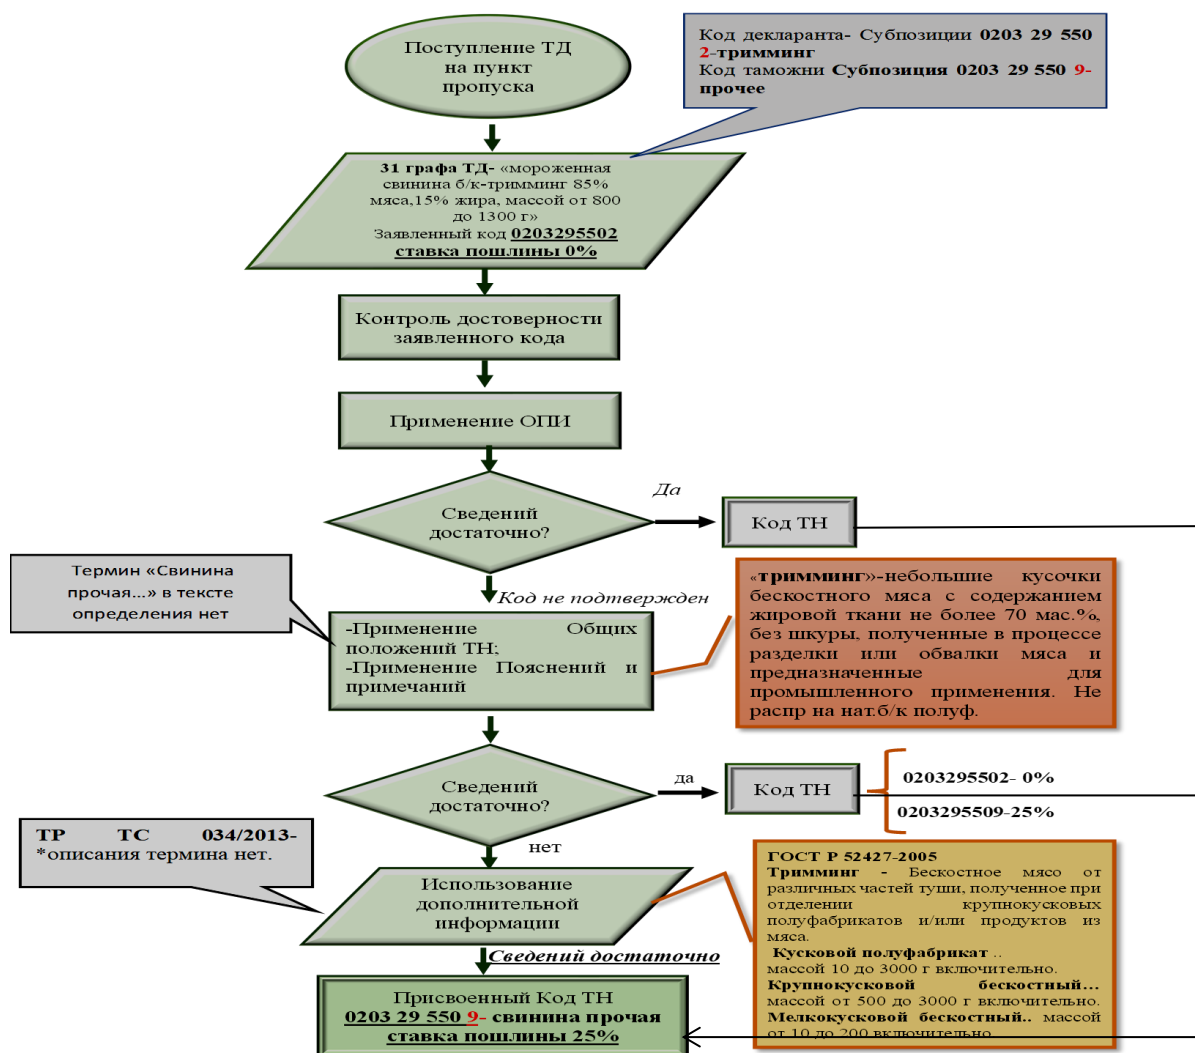 Поступление ТД
на пункт
пропуска
Код декларанта- Субпозиции 0203 29 550
2-тримминг
Код таможни Субпозиция 0203 29 550 9-
прочее
31 графа ТД- «мороженная
свинина б/к-тримминг 85%
мяса,15% жира, массой от 800
до 1300 г»
Заявленный код 0203295502
ставка пошлины 0%
Контроль достоверности
заявленного кода
Применение ОПИ
Сведений
достаточно?
Да
Код ТН
Термин «Свинина
прочая...» в тексте
определения нет
Код не подтвержден
-Применение Общих
положений ТН;
-Применение Пояснений и
примечаний
«тримминг»-небольшие кусочки
бескостного мяса с содержанием
жировой ткани не более 70 мас.%,
без шкуры, полученные в процессе
разделки или обвалки мяса и
предназначенные для
промышленного применения. Не
распр на нат.б/к полуф.
Сведений
достаточно?
да
Код ТН
0203295502- 0%
0203295509-25%
ТР ТС 034/2013-
*описания термина нет.
нет
Использование
дополнительной
информации
ГОСТ Р 52427-2005
Тримминг - Бескостное мясо от
различных частей туши, полученное при
отделении крупнокусковых
полуфабрикатов и/или продуктов из
мяса.
Кусковой полуфабрикат ..
массой 10 до 3000 г включительно.
Крупнокусковой бескостный...
массой от 500 до 3000 г включительно.
Мелкокусковой бескостный.. массой
от 10 до 200 включительно
Сведений достаточно
Присвоенный Код ТН
0203 29 550 9- свинина прочая
ставка пошлины 25%